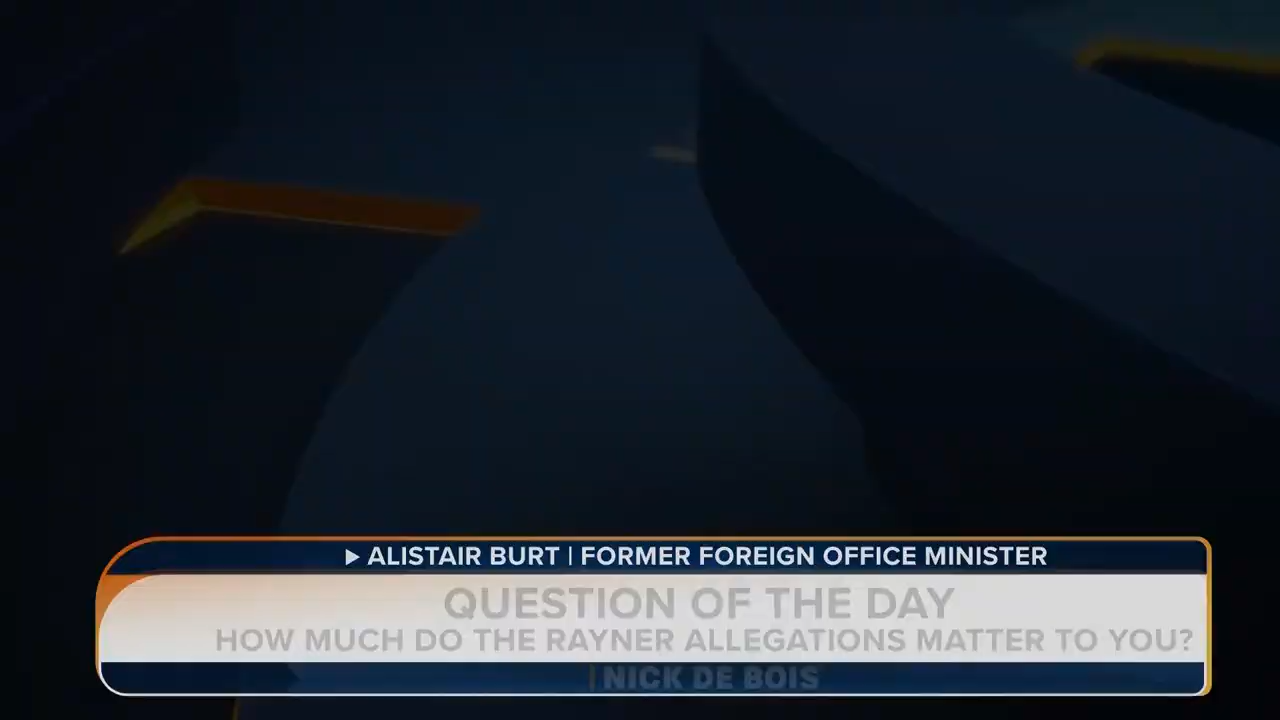 ▶ ALISTAIR BURT | FORMER FOREIGN OFFICE MINISTER
QUESTION OF THE DAY
HOW MUCH DO THE RAYNER ALLEGATIONS MATTER TO YOU?
| NICK DE BOIS